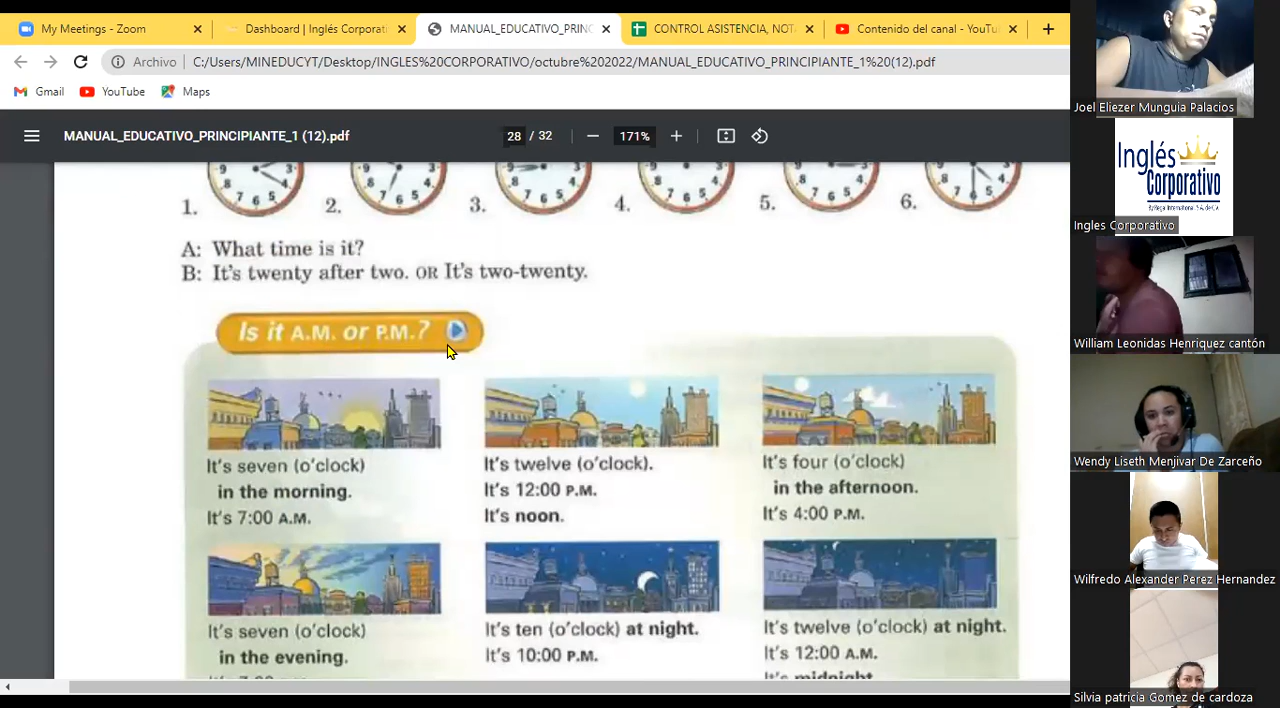 My Meetings - Zoom
Dashboard | Inglés Corporati
MANUAL_EDUCATIVO_PRINC
CONTROL ASISTENCIA, NOTA
Contenido del canal - YouTu
Archivo | C:/Users/MINEDUCYT/Desktop/INGLES%20CORPORATIVO/octubre%202022/MANUAL_EDUCATIVO_PRINCIPIANTE_1%20(12).pdf
Gmail YouTube Maps
MANUAL_EDUCATIVO_PRINCIPIANTE_1 (12).pdf
28 / 32
171%
1. 2. 3. 4. 5. 6.
A: What time is it?
B: It's twenty after two. OR It's two-twenty.
Is it A.M. or P.M.?
It's seven (o'clock)
in the morning.
It's 7:00 A.M.
It's twelve (o'clock).
It's 12:00 P.M.
It's noon.
It's four (o'clock)
in the afternoon.
It's 4:00 P.M.
It's seven (o'clock)
in the evening.
It's ten (o'clock) at night.
It's 10:00 P.M.
It's twelve (o'clock) at night.
It's 12:00 A.M.
It's midnight
Joel Eliezer Munguia Palacios
Inglés
Corporativo
Ingles Corporativo
William Leonidas Henriquez cantón
Wendy Liseth Menjivar De Zarceño
Wilfredo Alexander Perez Hernandez
Silvia patricia Gomez de cardoza